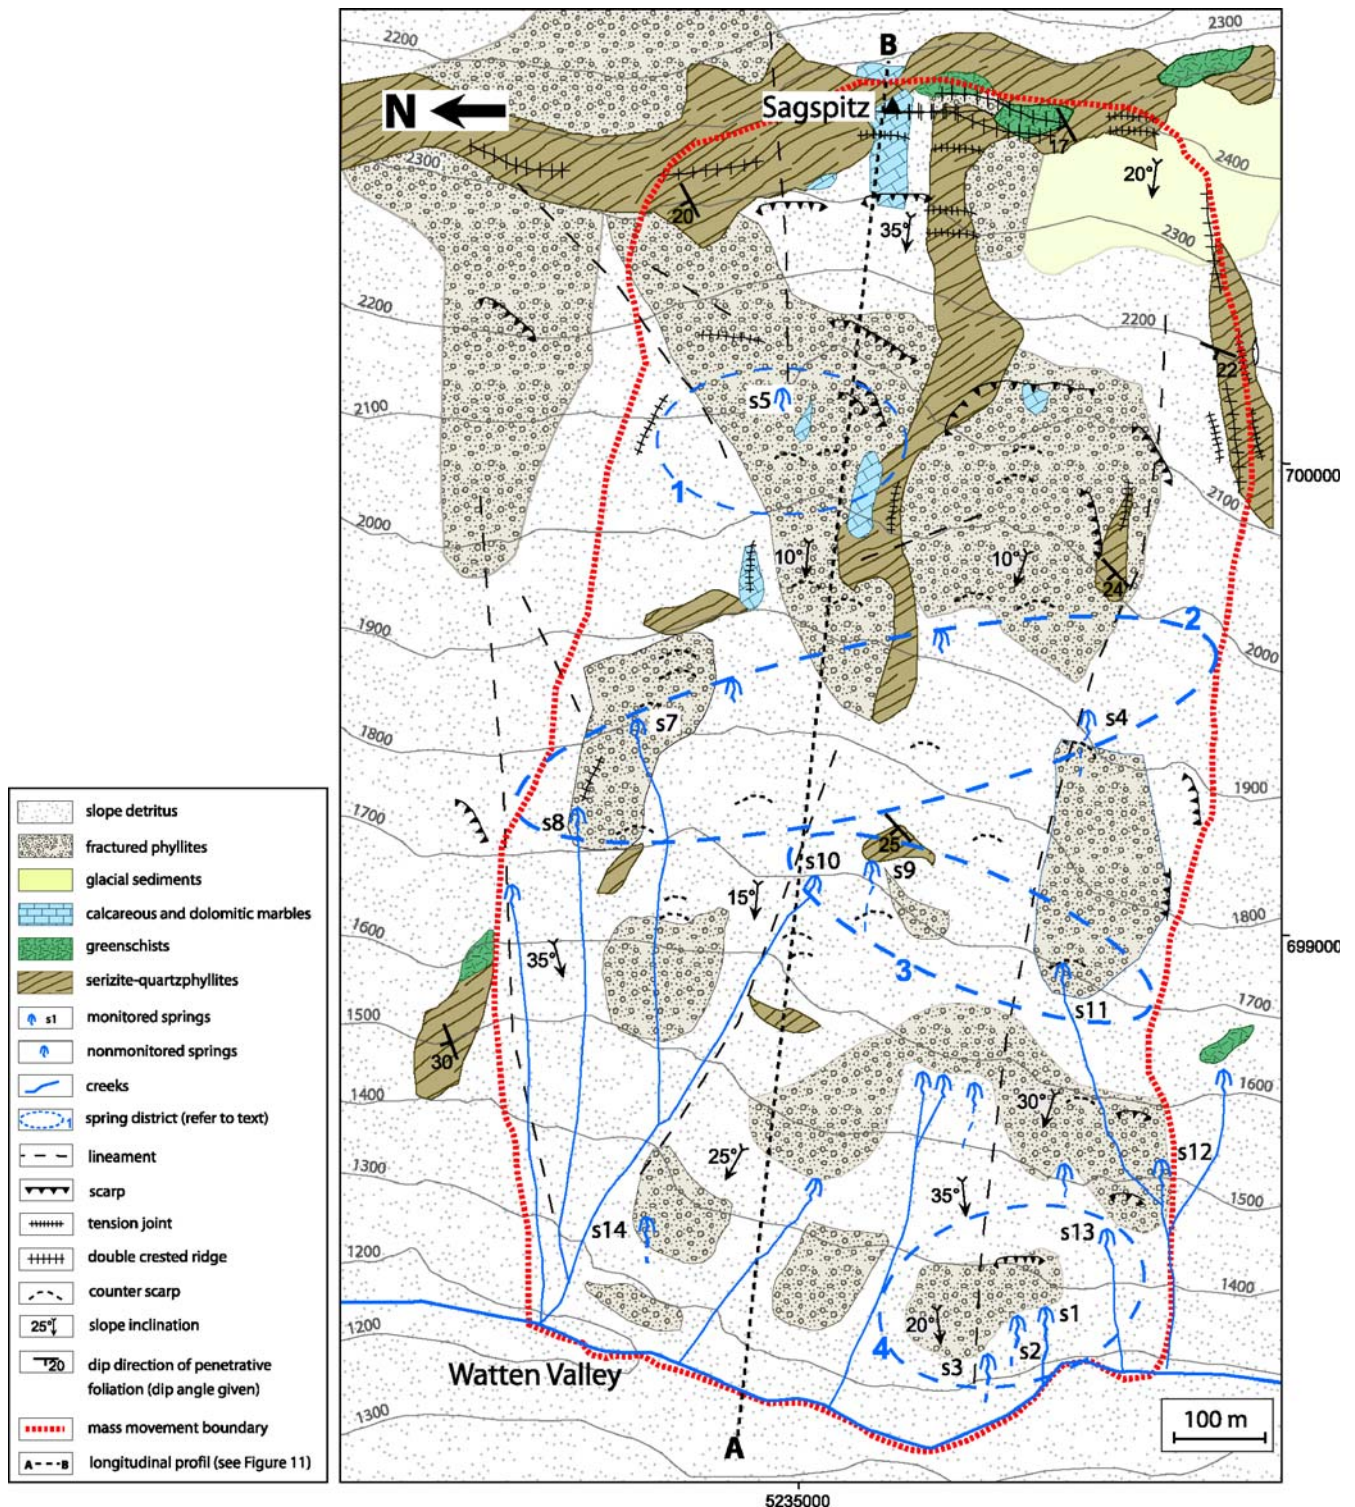 2200
2300
B
N
Sagspitz
17
2300
2400
20°
20
35°
2300
2200
2200
22
s5
2100
1
700000
2100
2000
10°
10°
24
1900
2
2000
s7
s4
1800
1900
1700
s8
25
s10
s9
15°
1800
1600
699000
35°
3
s11
1700
1500
30
1600
1400
30°
s12
25°
1300
35°
1500
s14
s13
1200
1400
s1
20°
1200
4
s2
s3
Watten Valley
1300
100 m
A
5235000
slope detritus
fractured phyllites
glacial sediments
calcareous and dolomitic marbles
greenschists
serizite-quartzphyllites
s1 monitored springs
nonmonitored springs
creeks
1 spring district (refer to text)
lineament
scarp
tension joint
double crested ridge
counter scarp
25° slope inclination
20 dip direction of penetrative
foliation (dip angle given)
mass movement boundary
A B longitudinal profil (see Figure 11)